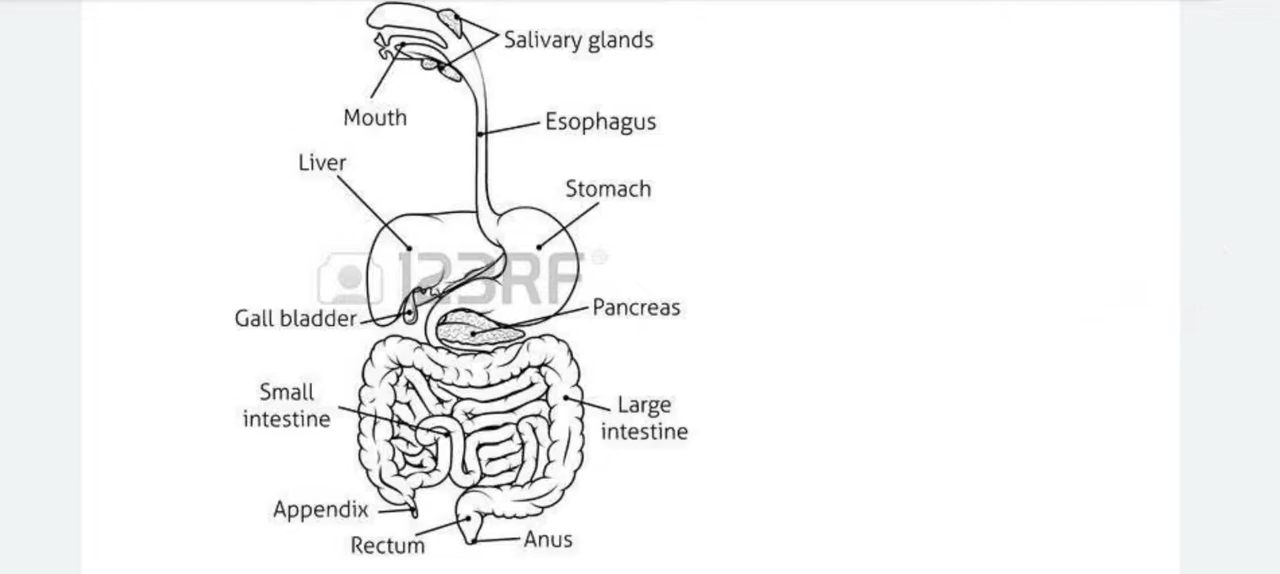 Salivary glands
Mouth
Esophagus
Liver
Stomach
123RF
Gall bladder
Pancreas
Small
intestine
Large
intestine
Appendix
Rectum
Anus